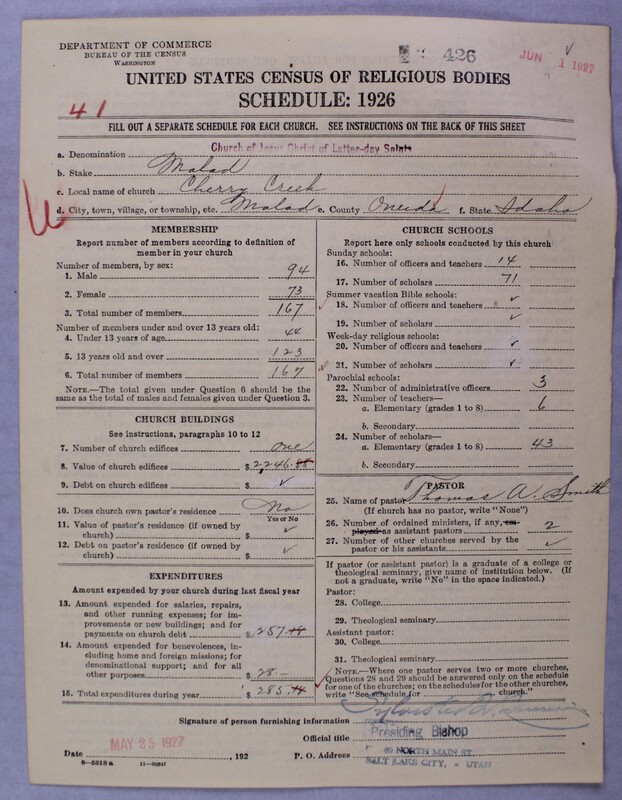 DEPARTMENT OF COMMERCE
BUREAU OF THE CENSUS
WASHINGTON
426
JUN 1 1927
UNITED STATES CENSUS OF RELIGIOUS BODIES
SCHEDULE: 1926
41
FILL OUT A SEPARATE SCHEDULE FOR EACH CHURCH. SEE INSTRUCTIONS ON THE BACK OF THIS SHEET
a. Denomination Church of Jesus Christ of Latter-day Saints
b. Stake Malad
c. Local name of church Cherry Creek
d. City, town, village, or township, etc. Malad e. County Oneida f. State Idaho
MEMBERSHIP
Report number of members according to definition of
member in your church
Number of members, by sex:
1. Male 94
2. Female 73
3. Total number of members 167
Number of members under and over 13 years old:
4. Under 13 years of age 44
5. 13 years old and over 123
6. Total number of members 167
NOTE.—The total given under Question 6 should be the
same as the total of males and females given under Question 3.
CHURCH BUILDINGS
See instructions, paragraphs 10 to 12
7. Number of church edifices one
8. Value of church edifices $ 2246.88
9. Debt on church edifices $ ✓
10. Does church own pastor's residence? No
Yes or No
11. Value of pastor's residence (if owned by
church) $ ✓
12. Debt on pastor's residence (if owned by
church) $ ✓
EXPENDITURES
Amount expended by your church during last fiscal year
13. Amount expended for salaries, repairs,
and other running expenses; for im-
provements or new buildings; and for
payments on church debt $ 257.44
14. Amount expended for benevolences, in-
cluding home and foreign missions; for
denominational support; and for all
other purposes $ 28.—
15. Total expenditures during year $ 285.44
CHURCH SCHOOLS
Report here only schools conducted by this church
Sunday schools:
16. Number of officers and teachers 14
17. Number of scholars 71
Summer vacation Bible schools:
18. Number of officers and teachers ✓
19. Number of scholars ✓
Week-day religious schools:
20. Number of officers and teachers ✓
21. Number of scholars ✓
Parochial schools:
22. Number of administrative officers 3
23. Number of teachers—
a. Elementary (grades 1 to 8) 6
b. Secondary
24. Number of scholars—
a. Elementary (grades 1 to 8) 43
b. Secondary
PASTOR
25. Name of pastor Thomas A. Smith
(If church has no pastor, write "None")
26. Number of ordained ministers, if any, em-
ployed as assistant pastors 2
27. Number of other churches served by the
pastor or his assistants ✓
If pastor (or assistant pastor) is a graduate of a college or
theological seminary, give name of institution below. (If
not a graduate, write "No" in the space indicated.)
Pastor:
28. College
29. Theological seminary
Assistant pastor:
30. College
31. Theological seminary
NOTE.—Where one pastor serves two or more churches,
Questions 28 and 29 should be answered only on the schedule
for one of the churches; on the schedules for the other churches,
write "See schedule for church."
Signature of person furnishing information Sylvester Q. Cannon
Official title Presiding Bishop
Date MAY 25 1927 , 192 P. O. Address 40 NORTH MAIN ST.
SALT LAKE CITY, UTAH
6—5518 a 11—9354